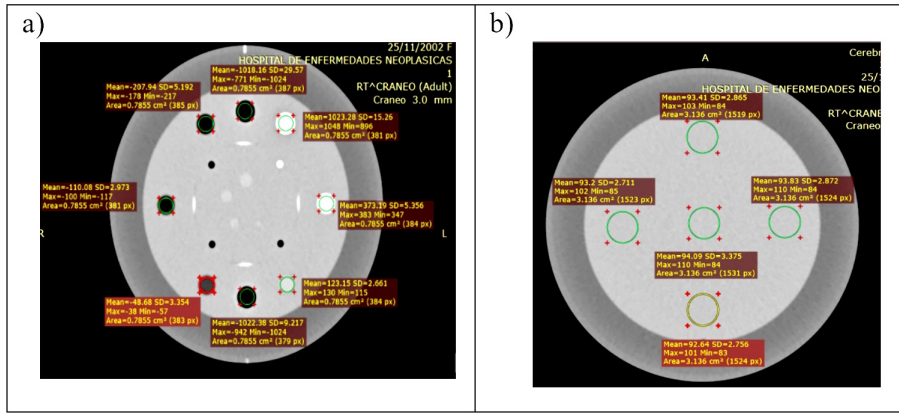 a)
25/11/2002 F
HOSPITAL DE ENFERMEDADES NEOPLASICAS
1
RT^CRANEO (Adult)
Craneo 3.0 mm
Mean=-207.94 SD=5.192
Max=-178 Min=-217
Area=0.7855 cm² (385 px)
Mean=-1018.16 SD=29.57
Max=-771 Min=-1024
Area=0.7855 cm² (387 px)
Mean=1023.28 SD=15.26
Max=1048 Min=896
Area=0.7855 cm² (381 px)
Mean=-110.08 SD=2.973
Max=-100 Min=-117
Area=0.7855 cm² (381 px)
Mean=373.19 SD=5.356
Max=383 Min=347
Area=0.7855 cm² (384 px)
R
L
Mean=-48.68 SD=3.354
Max=-38 Min=-57
Area=0.7855 cm² (383 px)
Mean=-1022.38 SD=9.217
Max=-942 Min=-1024
Area=0.7855 cm² (379 px)
Mean=123.15 SD=2.661
Max=130 Min=115
Area=0.7855 cm² (384 px)
b)
A
Cerebr
25/1
HOSPITAL DE ENFERMEDADES NEO
RT^CRANE
Craneo
Mean=93.41 SD=2.865
Max=103 Min=84
Area=3.136 cm² (1519 px)
Mean=93.2 SD=2.711
Max=102 Min=85
Area=3.136 cm² (1523 px)
Mean=93.83 SD=2.872
Max=110 Min=84
Area=3.136 cm² (1524 px)
Mean=94.09 SD=3.375
Max=110 Min=84
Area=3.136 cm² (1531 px)
Mean=92.64 SD=2.756
Max=101 Min=83
Area=3.136 cm² (1524 px)